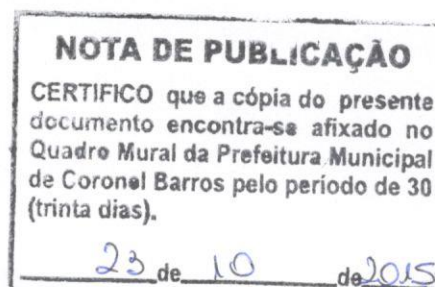 NOTA DE PUBLICAÇÃO
CERTIFICO que a cópia do presente
documento encontra-se afixado no
Quadro Mural da Prefeitura Municipal
de Coronel Barros pelo período de 30
(trinta dias).
23 de 10 de 2015